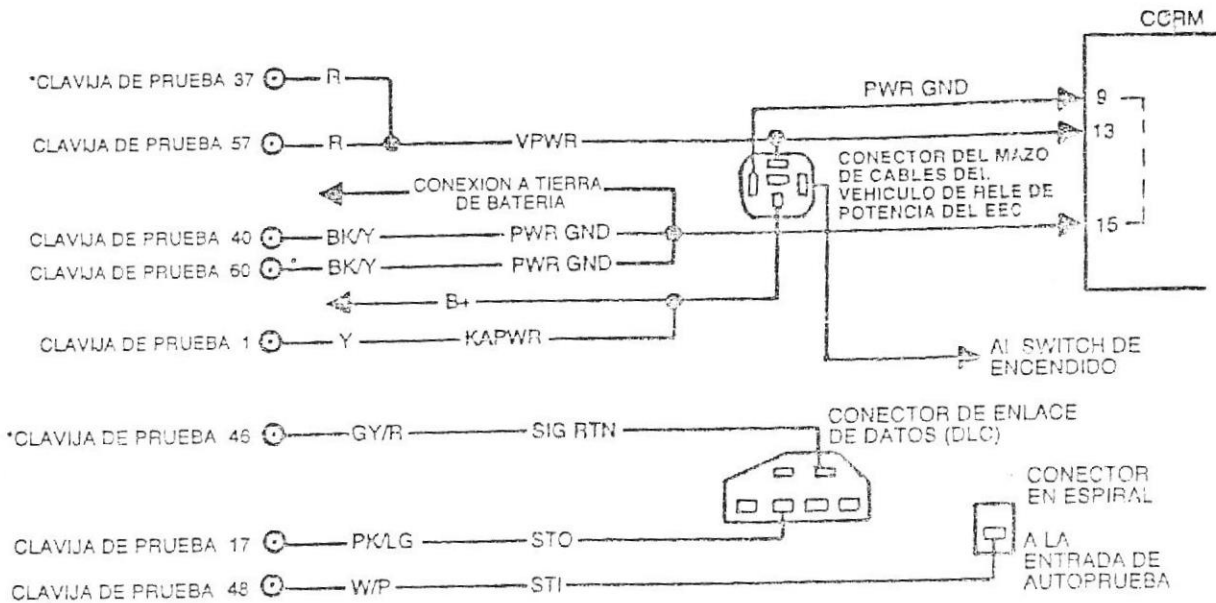 CCRM
*CLAVIJA DE PRUEBA 37 R
PWR GND 9
CLAVIJA DE PRUEBA 57 R VPWR 13
CONEXION A TIERRA
DE BATERIA
CONECTOR DEL MAZO
DE CABLES DEL
VEHICULO DE RELE DE
POTENCIA DEL EEC
CLAVIJA DE PRUEBA 40 BK/Y PWR GND 15
CLAVIJA DE PRUEBA 60 BK/Y PWR GND
B+
CLAVIJA DE PRUEBA 1 Y KAPWR
AL SWITCH DE
ENCENDIDO
*CLAVIJA DE PRUEBA 46 GY/R SIG RTN
CONECTOR DE ENLACE
DE DATOS (DLC)
CONECTOR
EN ESPIRAL
CLAVIJA DE PRUEBA 17 PK/LG STO
A LA
ENTRADA DE
AUTOPRUEBA
CLAVIJA DE PRUEBA 48 W/P STI